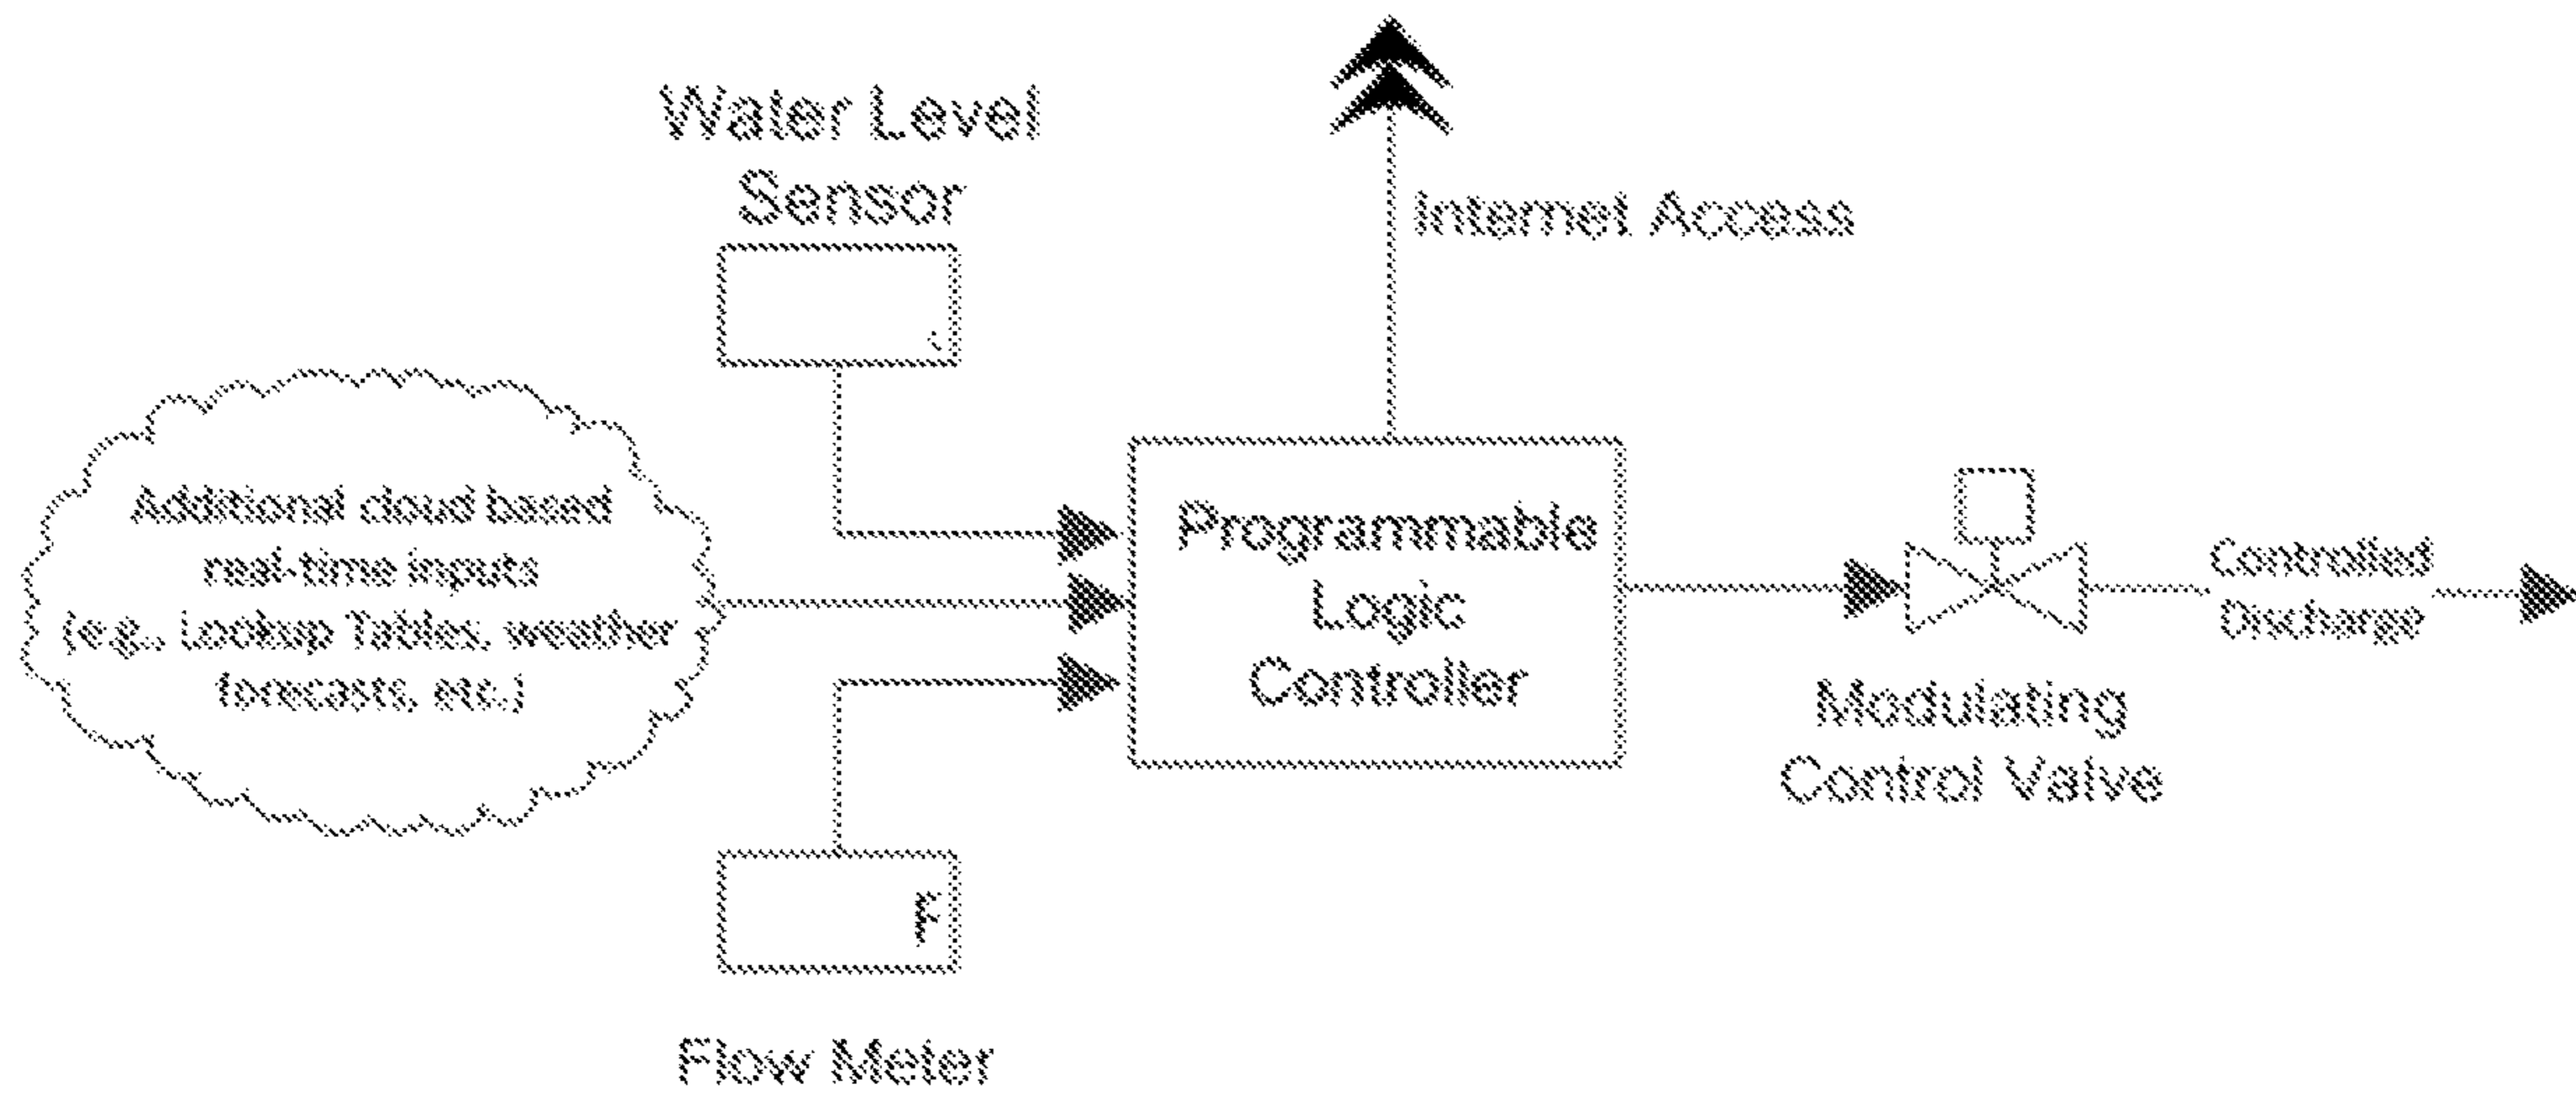 Water Level
Sensor
Internet Access
Additional cloud based
real-time inputs
(e.g., Lookup Tables, weather
forecasts, etc.)
Programmable
Logic
Controller
Controlled
Discharge
Modulating
Control Valve
F
Flow Meter